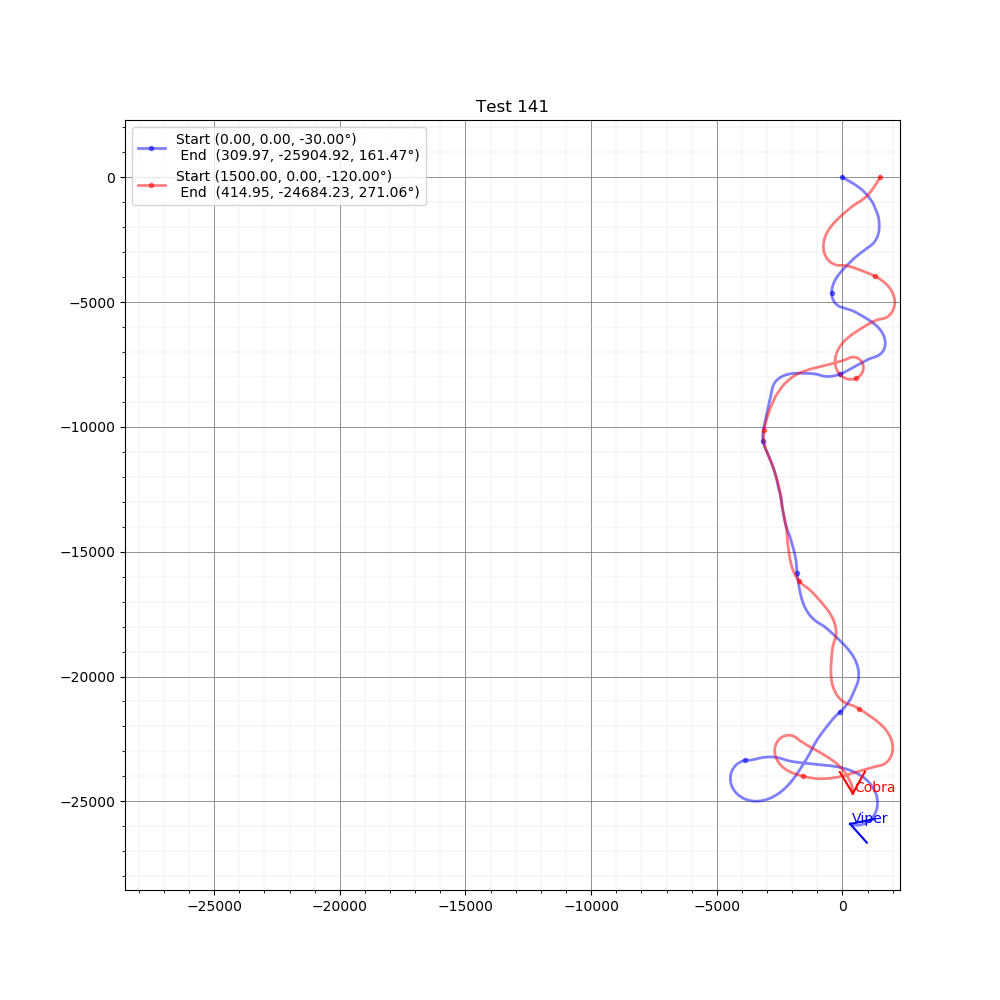 Test 141
Start (0.00, 0.00, -30.00°)
End  (309.97, -25904.92, 161.47°)
Start (1500.00, 0.00, -120.00°)
End  (414.95, -24684.23, 271.06°)
0
−5000
−10000
−15000
−20000
−25000
Cobra
Viper
−25000
−20000
−15000
−10000
−5000
0